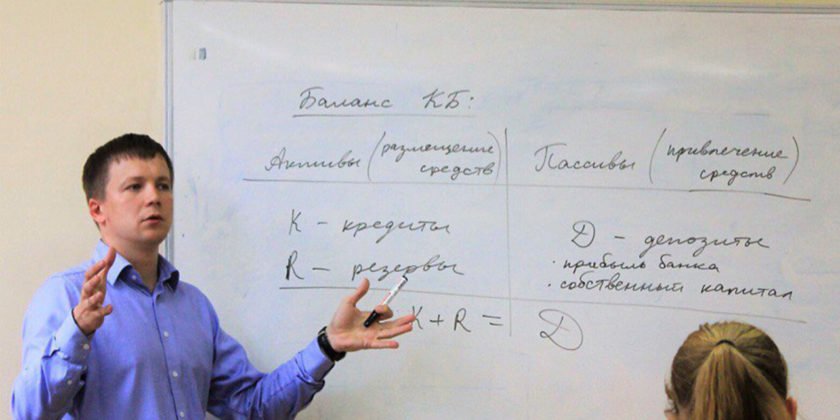 Баланс КБ:
Активы (размещение средств)
Пассивы (привлечение средств)
К – кредиты
R – резервы
D – депозиты
· прибыль банка
· собственный капитал
К + R = D